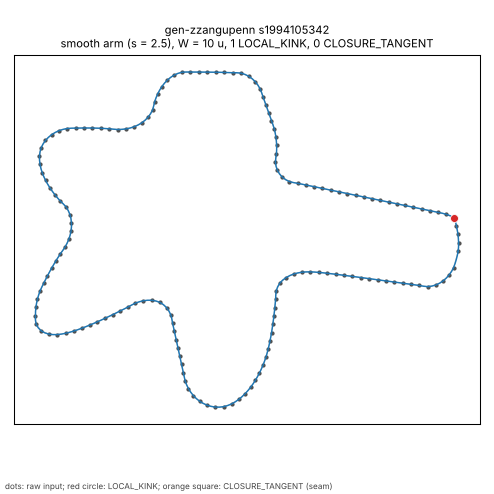 gen-zzangupenn s1994105342
smooth arm (s = 2.5), W = 10 u, 1 LOCAL_KINK, 0 CLOSURE_TANGENT
dots: raw input; red circle: LOCAL_KINK; orange square: CLOSURE_TANGENT (seam)